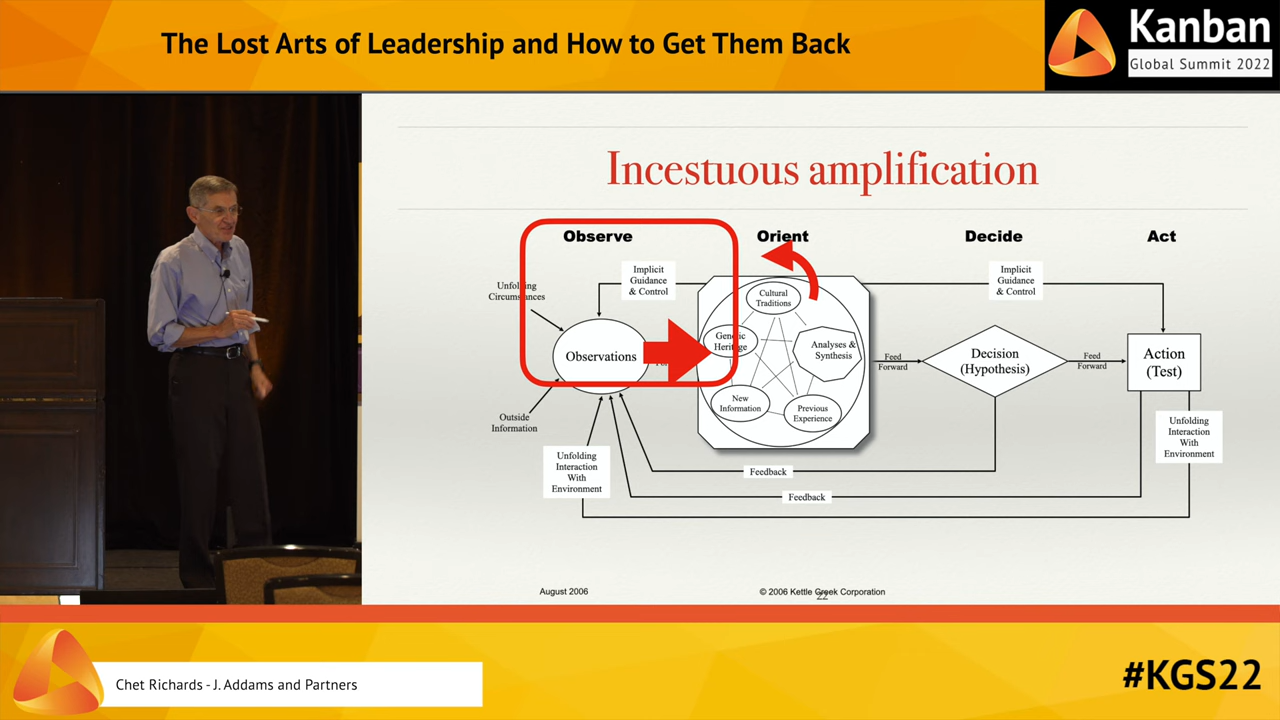 The Lost Arts of Leadership and How to Get Them Back
Kanban
Global Summit 2022
Incestuous amplification
Observe
Orient
Decide
Act
Unfolding
Circumstances
Implicit
Guidance
& Control
Cultural
Traditions
Genetic
Heritage
Analyses &
Synthesis
New
Information
Previous
Experience
Implicit
Guidance
& Control
Observations
Feed
Forward
Decision
(Hypothesis)
Feed
Forward
Action
(Test)
Outside
Information
Unfolding
Interaction
With
Environment
Unfolding
Interaction
With
Environment
Feedback
Feedback
August 2006
© 2006 Kettle Creek Corporation
22
Chet Richards - J. Addams and Partners
#KGS22